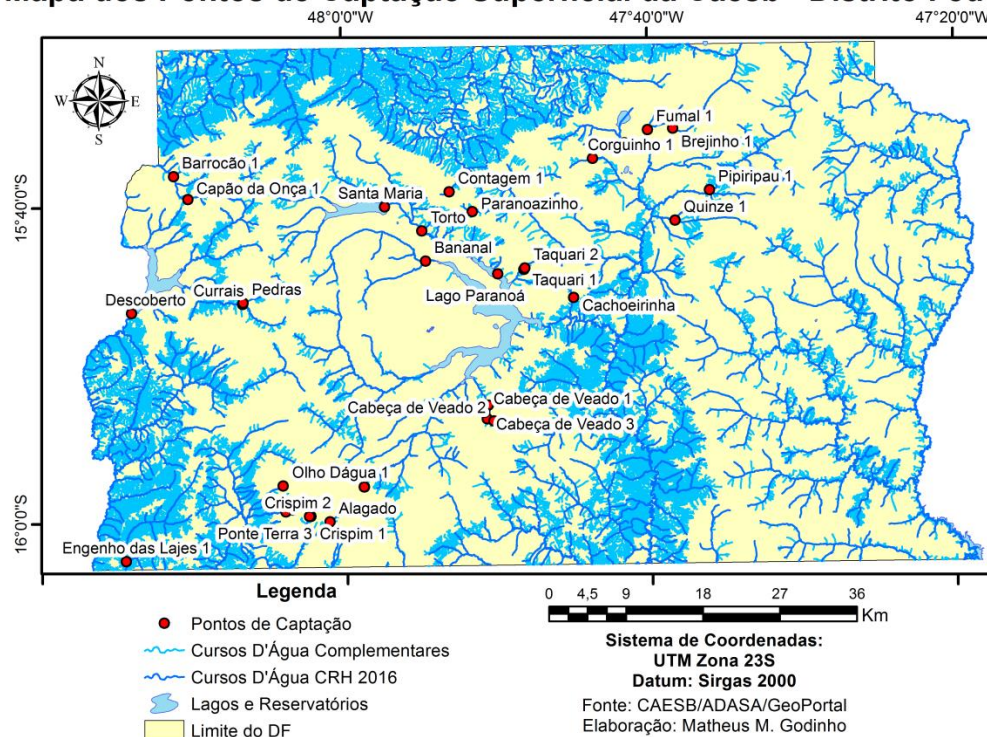 Mapa dos Pontos de Captação Superficial da Caesb - Distrito Fed
48°00'0"W
47°40'0"W
47°20'0"W
N
W
E
S
15°40'0"S
16°00'0"S
Fumal 1
Corguinho 1
Brejinho 1
Barrocão 1
Capão da Onça 1
Santa Maria
Contagem 1
Pipiripau 1
Paranoazinho
Quinze 1
Torto
Bananal
Taquari 2
Taquari 1
Currais
Pedras
Lago Paranoá
Descoberto
Cachoeirinha
Cabeça de Veado 1
Cabeça de Veado 2
Cabeça de Veado 3
Olho Dágua 1
Crispim 2
Alagado
Ponte Terra 3
Crispim 1
Engenho das Lajes 1
Legenda
Pontos de Captação
Cursos D'Água Complementares
Cursos D'Água CRH 2016
Lagos e Reservatórios
Limite do DF
0 4,5 9 18 27 36
Km
Sistema de Coordenadas:
UTM Zona 23S
Datum: Sirgas 2000
Fonte: CAESB/ADASA/GeoPortal
Elaboração: Matheus M. Godinho